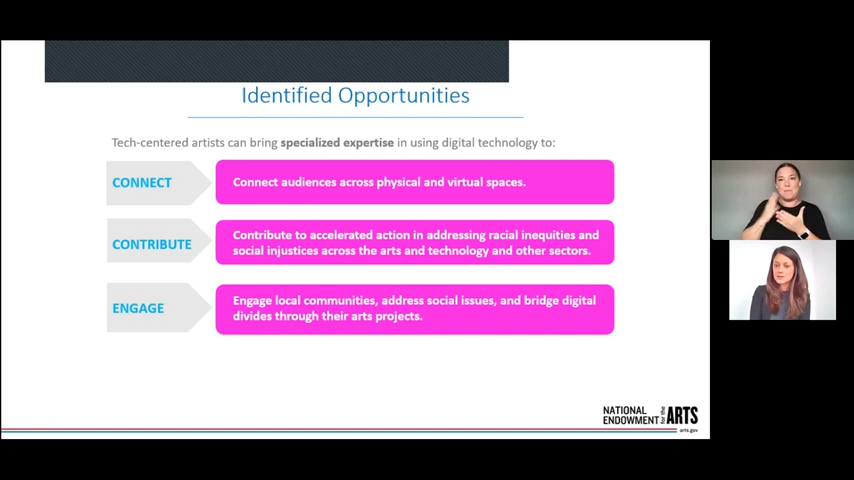 Identified Opportunities
Tech-centered artists can bring specialized expertise in using digital technology to:
CONNECT
Connect audiences across physical and virtual spaces.
CONTRIBUTE
Contribute to accelerated action in addressing racial inequities and
social injustices across the arts and technology and other sectors.
ENGAGE
Engage local communities, address social issues, and bridge digital
divides through their arts projects.
NATIONAL
ENDOWMENT for the ARTS
arts.gov